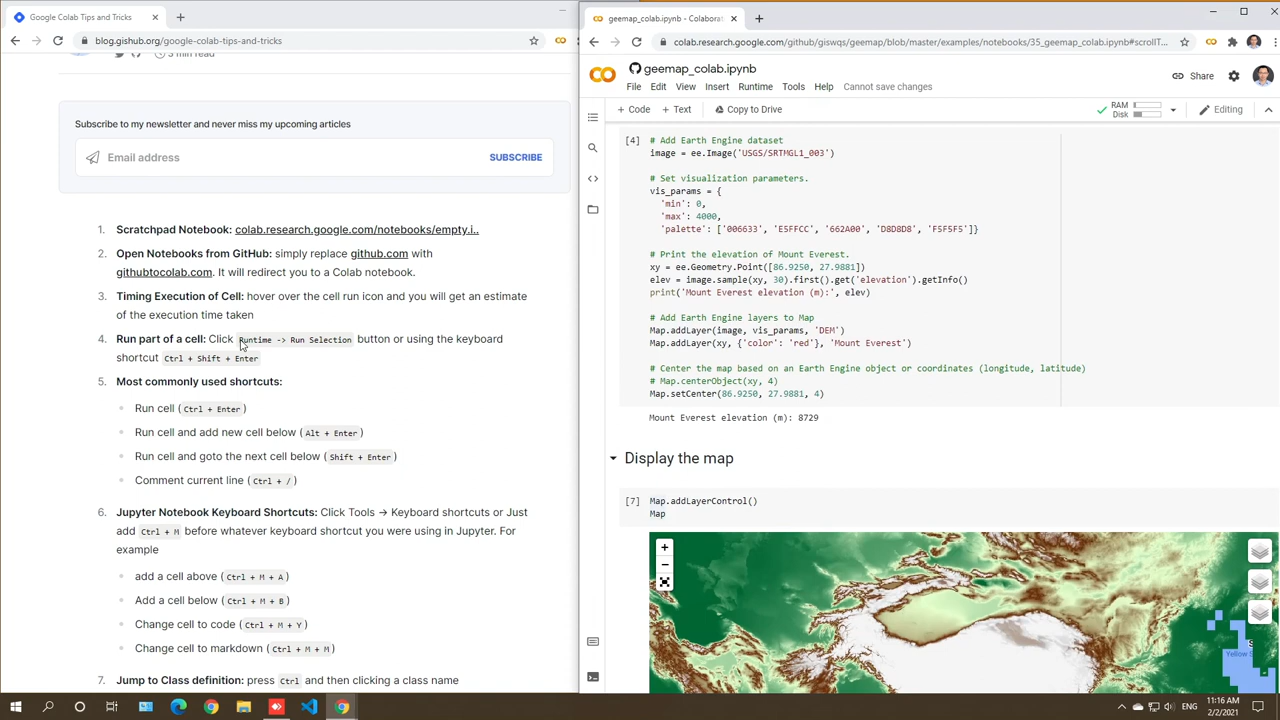 Google Colab Tips and Tricks
blog.gishub.org/google-colab-tips-and-tricks
3 min read
Subscribe to my newsletter and never miss my upcoming articles
Email address
SUBSCRIBE
1. Scratchpad Notebook: colab.research.google.com/notebooks/empty.i..
2. Open Notebooks from GitHub: simply replace github.com with
githubtocolab.com. It will redirect you to a Colab notebook.
3. Timing Execution of Cell: hover over the cell run icon and you will get an estimate
of the execution time taken
4. Run part of a cell: Click Runtime -> Run Selection button or using the keyboard
shortcut Ctrl + Shift + Enter
5. Most commonly used shortcuts:
Run cell (Ctrl + Enter)
Run cell and add new cell below (Alt + Enter)
Run cell and goto the next cell below (Shift + Enter)
Comment current line (Ctrl + /)
6. Jupyter Notebook Keyboard Shortcuts: Click Tools → Keyboard shortcuts or Just
add Ctrl + M before whatever keyboard shortcut you were using in Jupyter. For
example
add a cell above (Ctrl + M + A)
Add a cell below (Ctrl + M + B)
Change cell to code (Ctrl + M + Y)
Change cell to markdown (Ctrl + M + M)
7. Jump to Class definition: press Ctrl and then clicking a class name
geemap_colab.ipynb - Colabora
colab.research.google.com/github/giswqs/geemap/blob/master/examples/notebooks/35_geemap_colab.ipynb#scrollT...
geemap_colab.ipynb
Share
File Edit View Insert Runtime Tools Help Cannot save changes
+ Code + Text Copy to Drive
RAM
Disk
Editing
[4] # Add Earth Engine dataset
image = ee.Image('USGS/SRTMGL1_003')
# Set visualization parameters.
vis_params = {
'min': 0,
'max': 4000,
'palette': ['006633', 'E5FFCC', '662A00', 'D8D8D8', 'F5F5F5']}
# Print the elevation of Mount Everest.
xy = ee.Geometry.Point([86.9250, 27.9881])
elev = image.sample(xy, 30).first().get('elevation').getInfo()
print('Mount Everest elevation (m):', elev)
# Add Earth Engine layers to Map
Map.addLayer(image, vis_params, 'DEM')
Map.addLayer(xy, {'color': 'red'}, 'Mount Everest')
# Center the map based on an Earth Engine object or coordinates (longitude, latitude)
# Map.centerObject(xy, 4)
Map.setCenter(86.9250, 27.9881, 4)
Mount Everest elevation (m): 8729
Display the map
[7] Map.addLayerControl()
Map
+
-
Yellow S
ENG
11:16 AM
2/2/2021